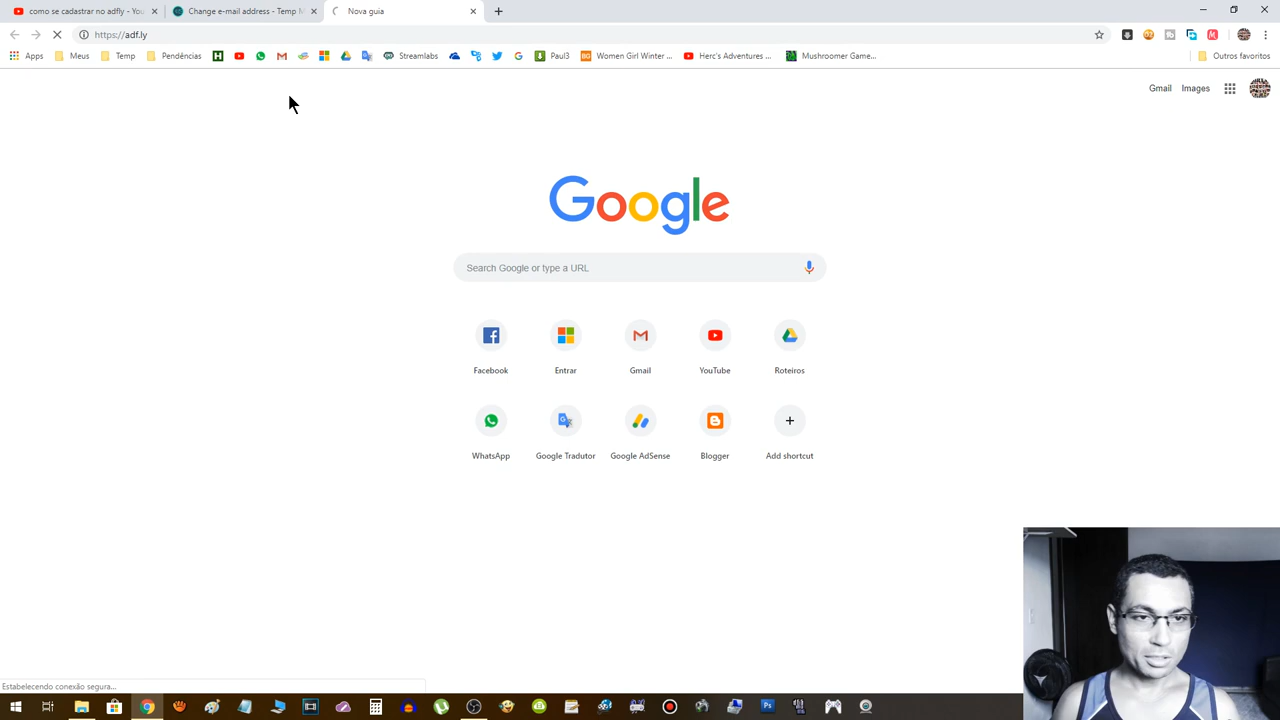 como se cadastrar no adfly - You
Change e-mail address - Temp M
Nova guia
https://adf.ly
Apps
Meus
Temp
Pendências
Streamlabs
Paul3
Women Girl Winter ...
Herc's Adventures ...
Mushroomer Game...
Outros favoritos
Gmail
Images
Google
Search Google or type a URL
Facebook
Entrar
Gmail
YouTube
Roteiros
WhatsApp
Google Tradutor
Google AdSense
Blogger
Add shortcut
Estabelecendo conexão segura...